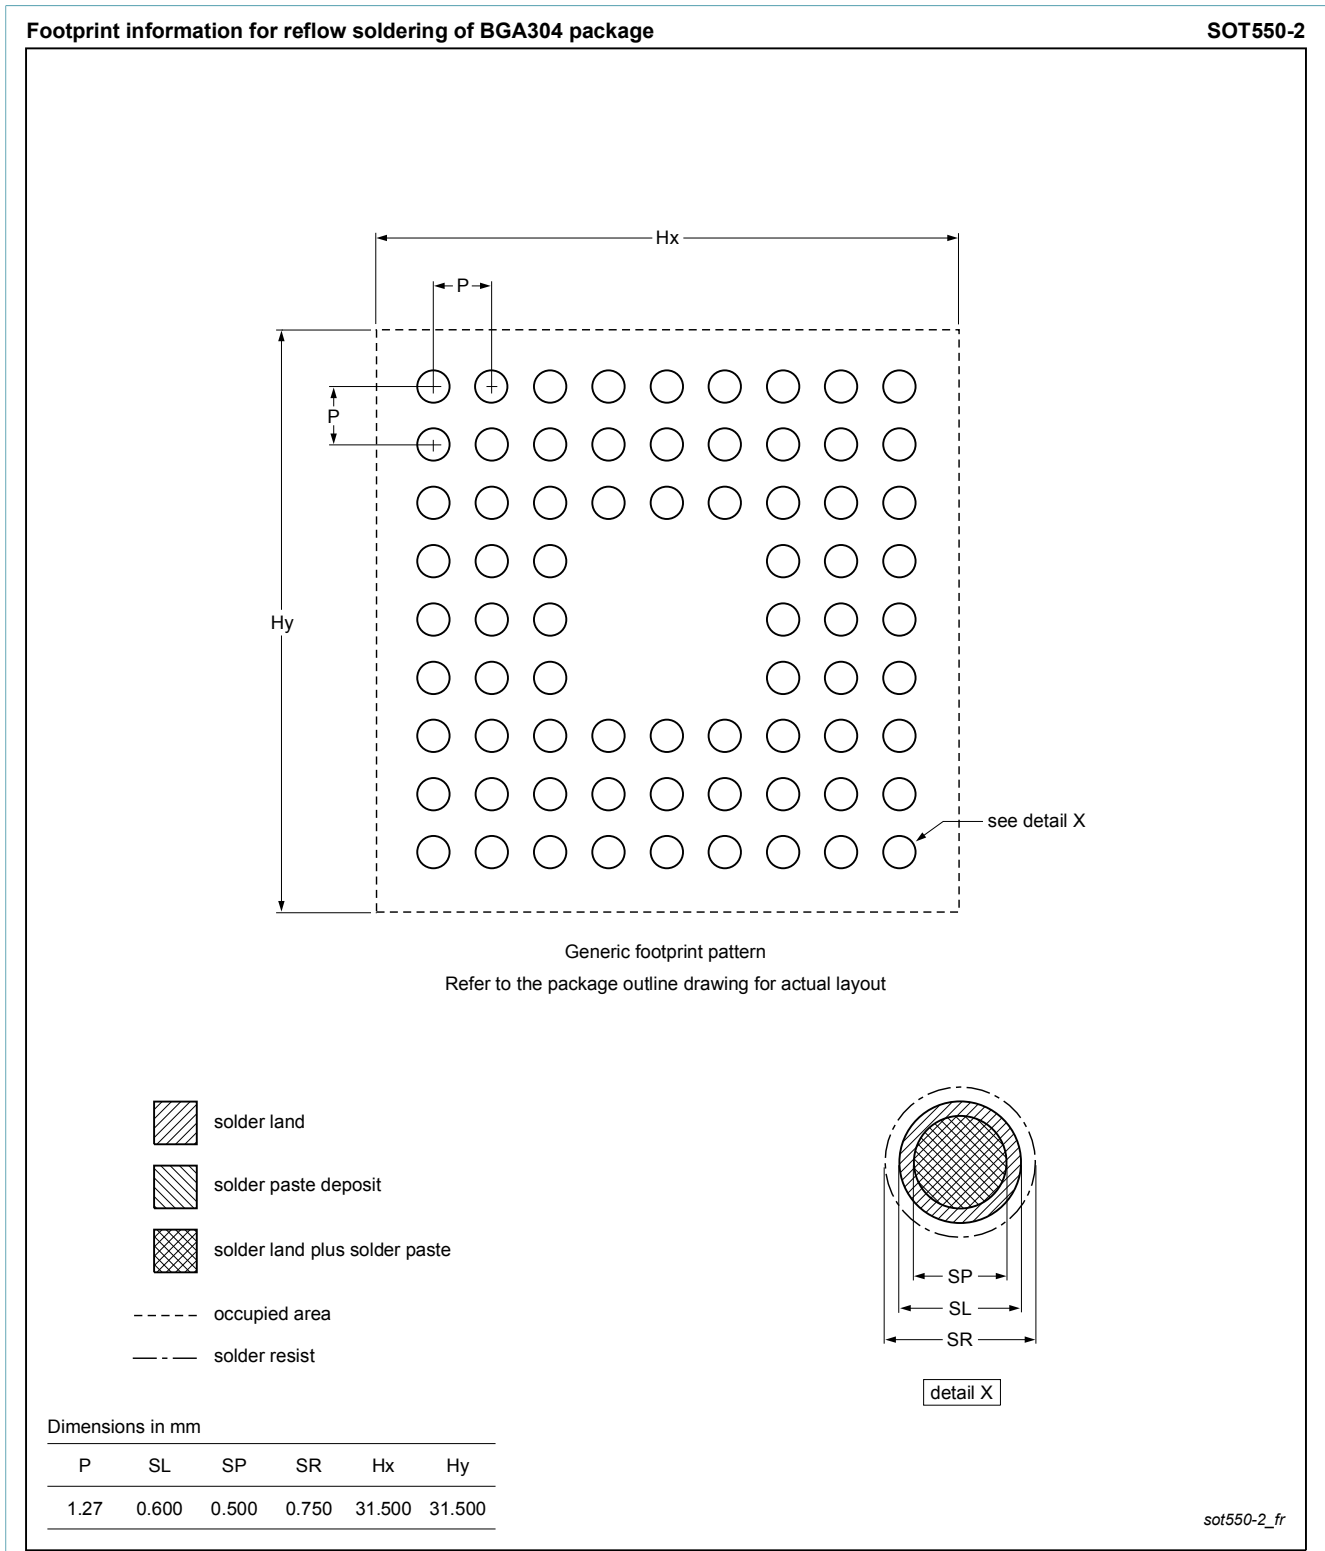 Footprint information for reflow soldering of BGA304 package SOT550-2
Hx
P
P
Hy
see detail X
Generic footprint pattern
Refer to the package outline drawing for actual layout
solder land
solder paste deposit
solder land plus solder paste
occupied area
solder resist
SP
SL
SR
detail X
Dimensions in mm
P SL SP SR Hx Hy
1.27 0.600 0.500 0.750 31.500 31.500
sot550-2_fr